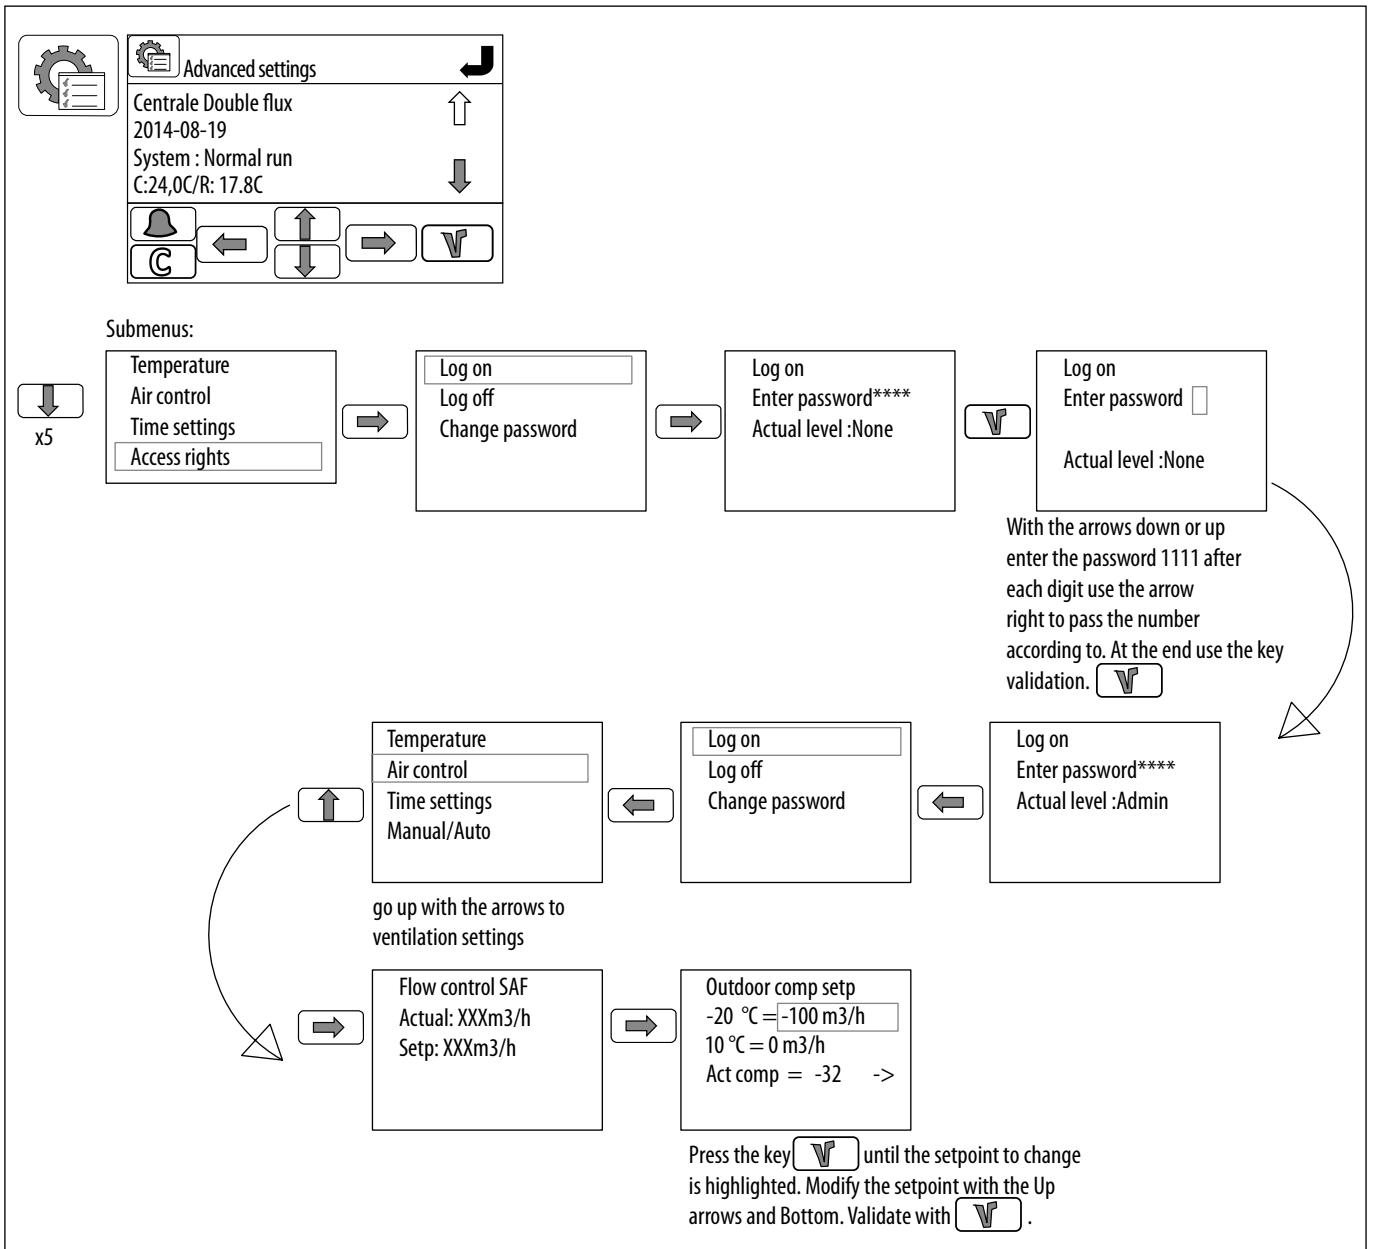 Advanced settings
Centrale Double flux
2014-08-19
System : Normal run
C:24,0C/R: 17.8C
C
Submenus:
x5
Temperature
Air control
Time settings
Access rights
Log on
Log off
Change password
Log on
Enter password****
Actual level :None
Log on
Enter password
Actual level :None
With the arrows down or up
enter the password 1111 after
each digit use the arrow
right to pass the number
according to. At the end use the key
validation.
Temperature
Air control
Time settings
Manual/Auto
go up with the arrows to
ventilation settings
Log on
Log off
Change password
Log on
Enter password****
Actual level :Admin
Flow control SAF
Actual: XXXm3/h
Setp: XXXm3/h
Outdoor comp setp
-20 °C = -100 m3/h
10 °C = 0 m3/h
Act comp = -32 ->
Press the key until the setpoint to change
is highlighted. Modify the setpoint with the Up
arrows and Bottom. Validate with .